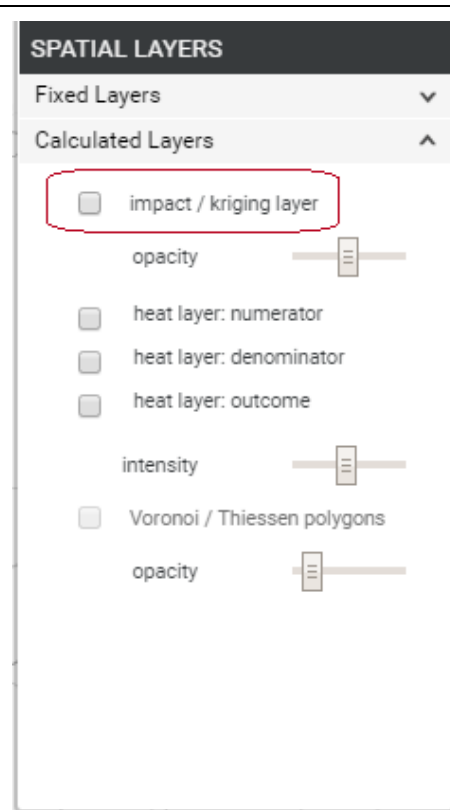 SPATIAL LAYERS
Fixed Layers
Calculated Layers
impact / kriging layer
opacity
heat layer: numerator
heat layer: denominator
heat layer: outcome
intensity
Voronoi / Thiessen polygons
opacity